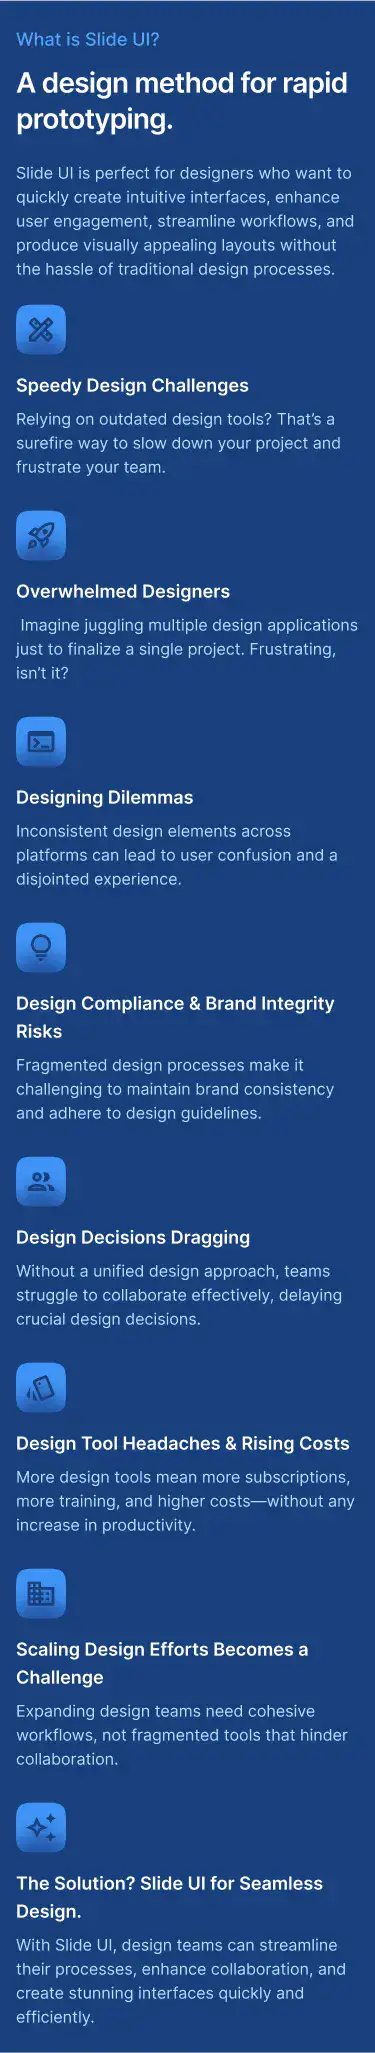 What is Slide UI?
A design method for rapid
prototyping.
Slide UI is perfect for designers who want to
quickly create intuitive interfaces, enhance
user engagement, streamline workflows, and
produce visually appealing layouts without
the hassle of traditional design processes.
Speedy Design Challenges
Relying on outdated design tools? That’s a
surefire way to slow down your project and
frustrate your team.
Overwhelmed Designers
Imagine juggling multiple design applications
just to finalize a single project. Frustrating,
isn’t it?
Designing Dilemmas
Inconsistent design elements across
platforms can lead to user confusion and a
disjointed experience.
Design Compliance & Brand Integrity
Risks
Fragmented design processes make it
challenging to maintain brand consistency
and adhere to design guidelines.
Design Decisions Dragging
Without a unified design approach, teams
struggle to collaborate effectively, delaying
crucial design decisions.
Design Tool Headaches & Rising Costs
More design tools mean more subscriptions,
more training, and higher costs—without any
increase in productivity.
Scaling Design Efforts Becomes a
Challenge
Expanding design teams need cohesive
workflows, not fragmented tools that hinder
collaboration.
The Solution? Slide UI for Seamless
Design.
With Slide UI, design teams can streamline
their processes, enhance collaboration, and
create stunning interfaces quickly and
efficiently.